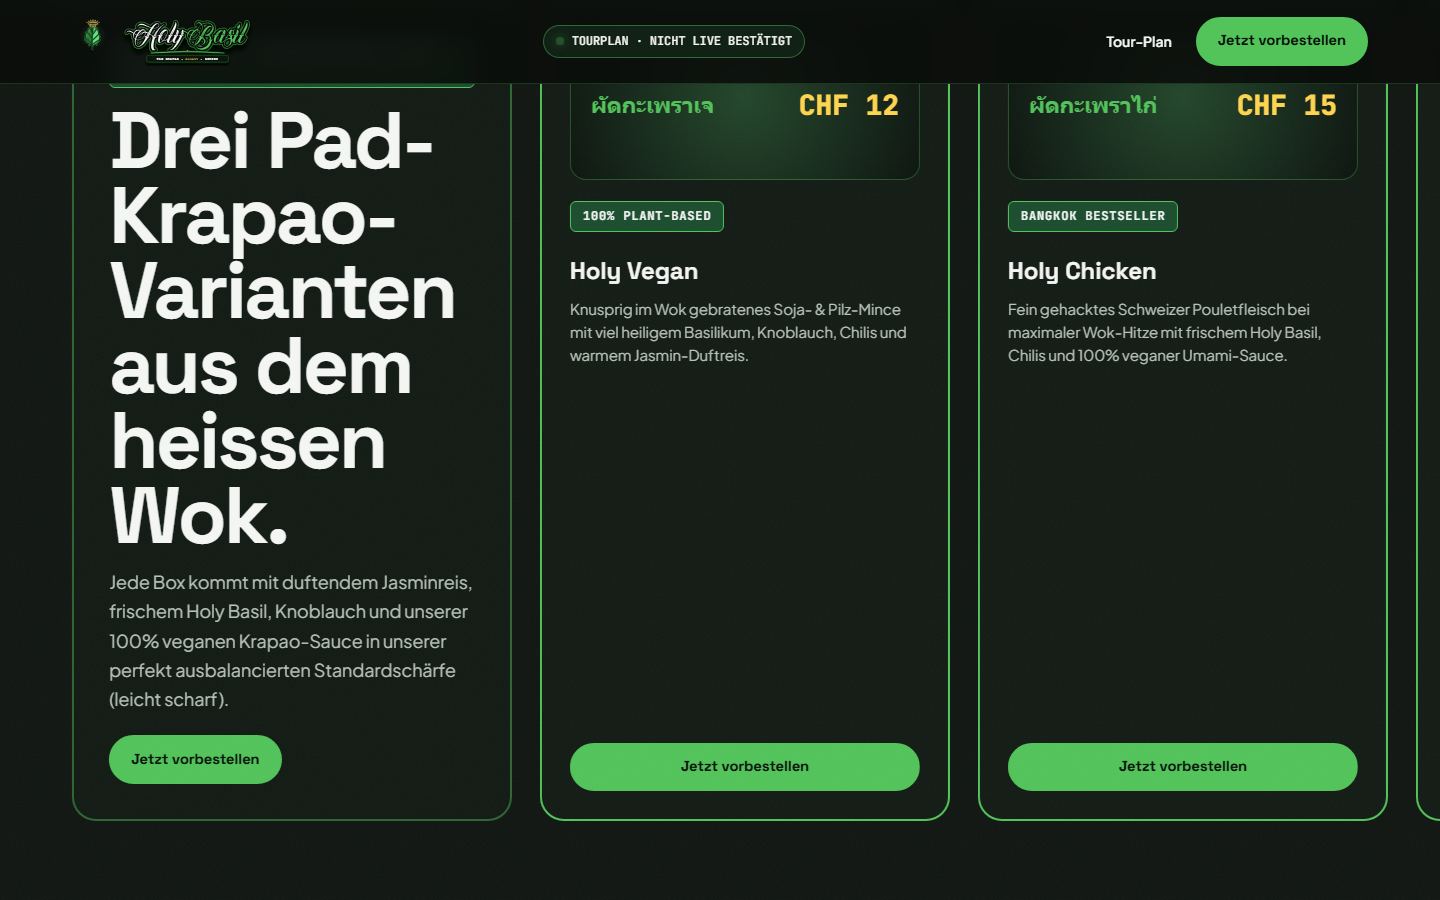 Holy Basil
TOURPLAN · NICHT LIVE BESTÄTIGT
Tour-Plan
Jetzt vorbestellen
Drei Pad-
Krapao-
Varianten
aus dem
heissen
Wok.
Jede Box kommt mit duftendem Jasminreis,
frischem Holy Basil, Knoblauch und unserer
100% veganen Krapao-Sauce in unserer
perfekt ausbalancierten Standardschärfe
(leicht scharf).
Jetzt vorbestellen
ผัดกะเพราเจ
CHF 12
100% PLANT-BASED
Holy Vegan
Knusprig im Wok gebratenes Soja- & Pilz-Mince
mit viel heiligem Basilikum, Knoblauch, Chilis und
warmem Jasmin-Duftreis.
Jetzt vorbestellen
ผัดกะเพราไก่
CHF 15
BANGKOK BESTSELLER
Holy Chicken
Fein gehacktes Schweizer Pouletfleisch bei
maximaler Wok-Hitze mit frischem Holy Basil,
Chilis und 100% veganer Umami-Sauce.
Jetzt vorbestellen